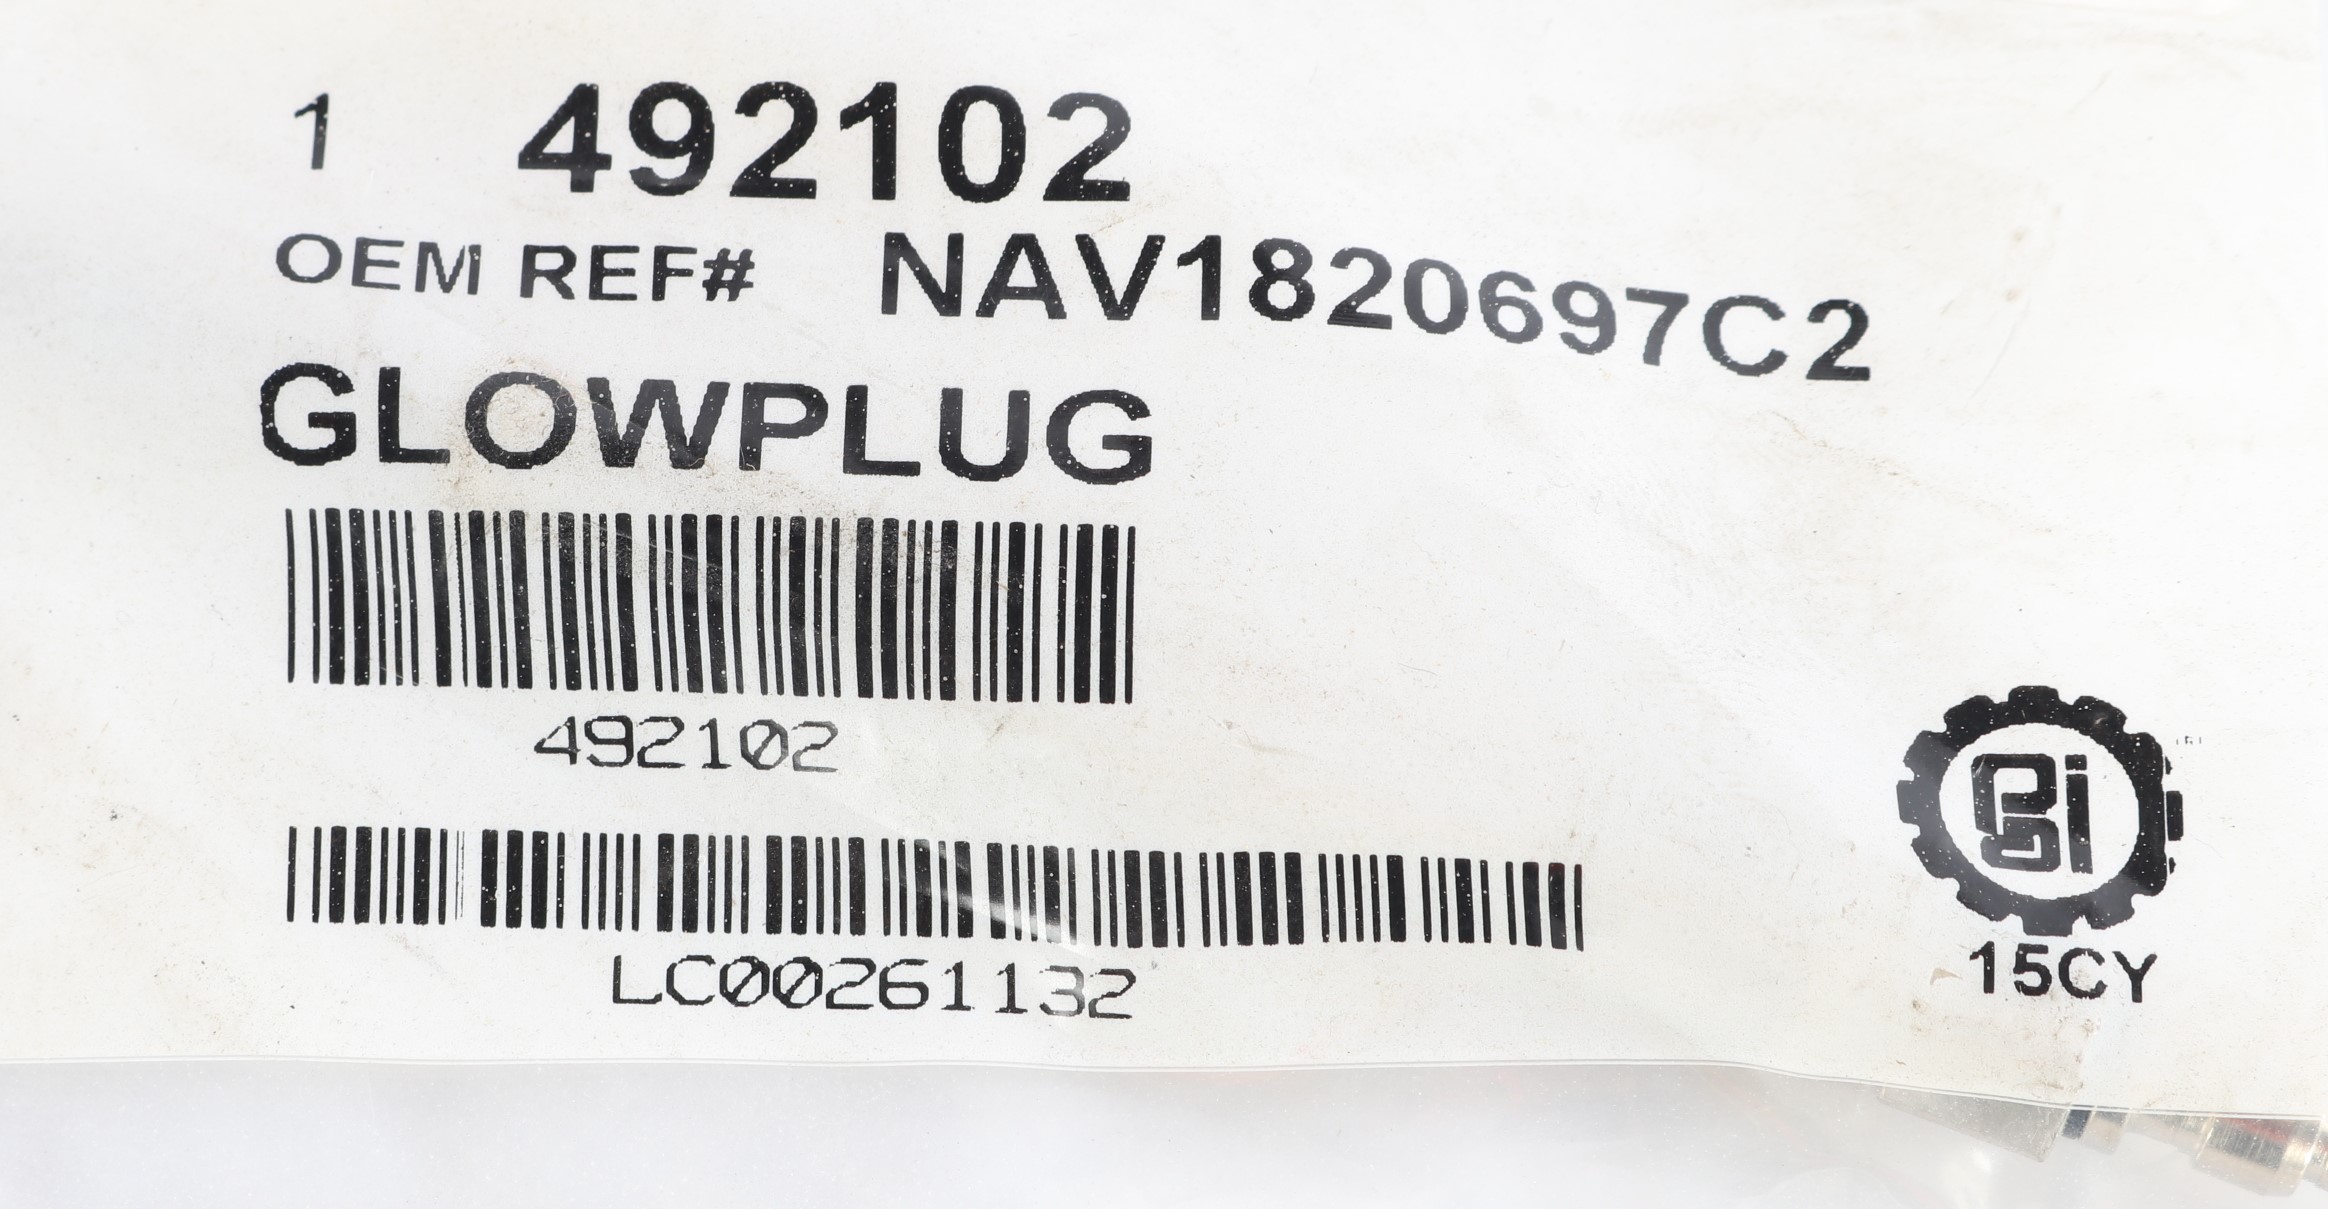 1 492102
OEM REF# NAV1820697C2
GLOWPLUG
492102
LC00261132
15CY